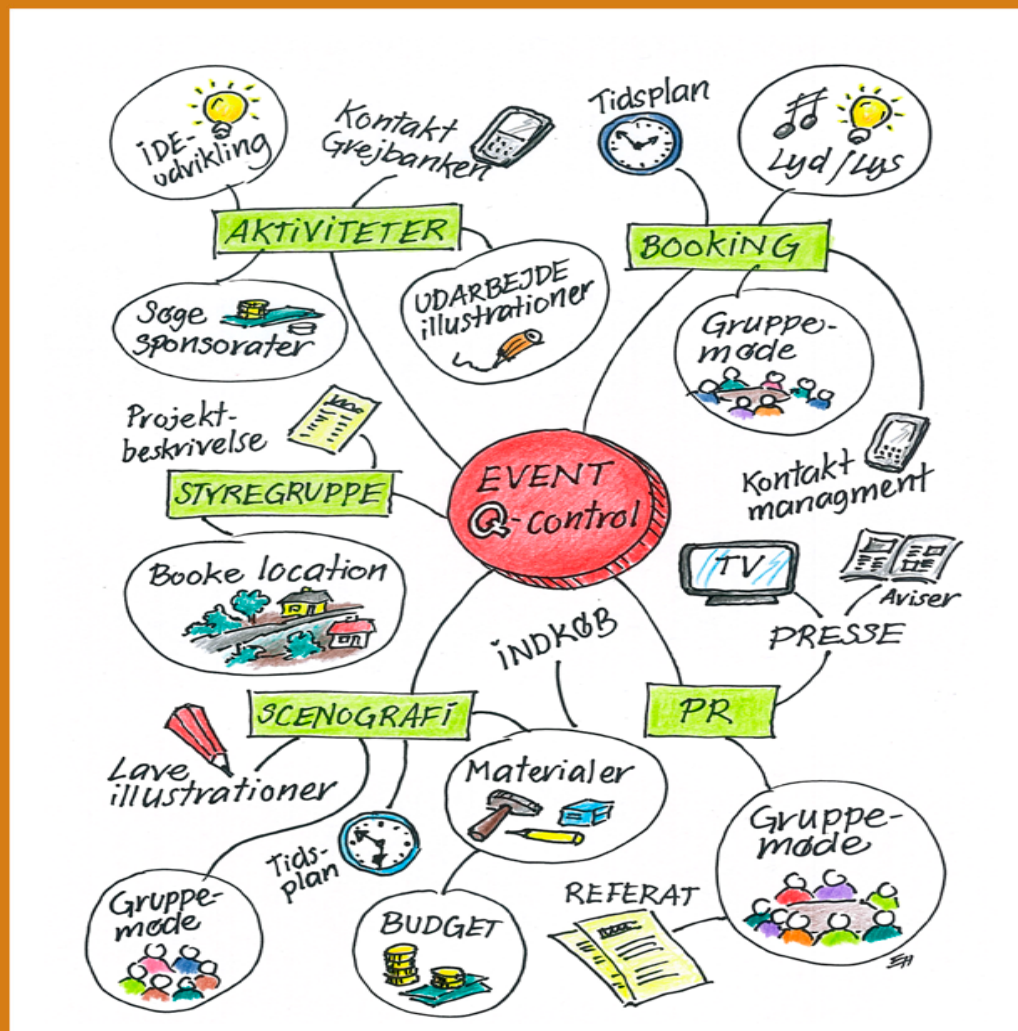 iDE-
udvikling
Kontakt
Grejbanken
Tidsplan
Lyd / Lys
AKTiViTETER
BOOKiNG
Søge
sponsorater
UDARBEJDE
illustrationer
Gruppe-
møde
Projekt-
beskrivelse
STYREGRUPPE
EVENT
Q-control
Kontakt
managment
Booke location
TV
Aviser
PRESSE
iNDKØB
SCENOGRAFi
PR
Lave
illustrationer
Materialer
Tids-
plan
Gruppe-
møde
Gruppe-
møde
BUDGET
REFERAT
EH